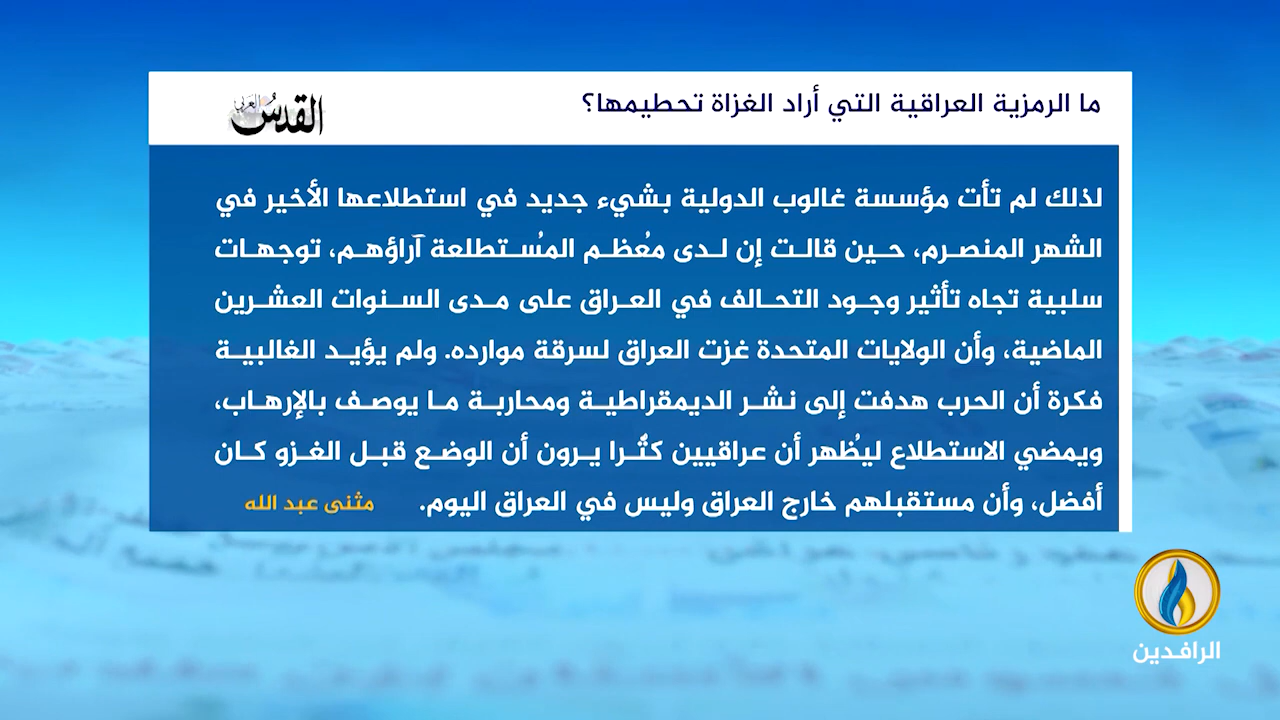 ما الرمزية العراقية التي أراد الغزاة تحطيمها؟
القدس العربي
لذلك لم تأت مؤسسة غالوب الدولية بشيء جديد في استطلاعها الأخير في
الشهر المنصرم، حين قالت إن لدى مُعظم المُستطلعة آراؤهم، توجهات
سلبية تجاه تأثير وجود التحالف في العراق على مدى السنوات العشرين
الماضية، وأن الولايات المتحدة غزت العراق لسرقة موارده. ولم يؤيد الغالبية
فكرة أن الحرب هدفت إلى نشر الديمقراطية ومحاربة ما يوصف بالإرهاب،
ويمضي الاستطلاع ليُظهر أن عراقيين كثُرا يرون أن الوضع قبل الغزو كان
أفضل، وأن مستقبلهم خارج العراق وليس في العراق اليوم.
مثنى عبد الله
الرافدين